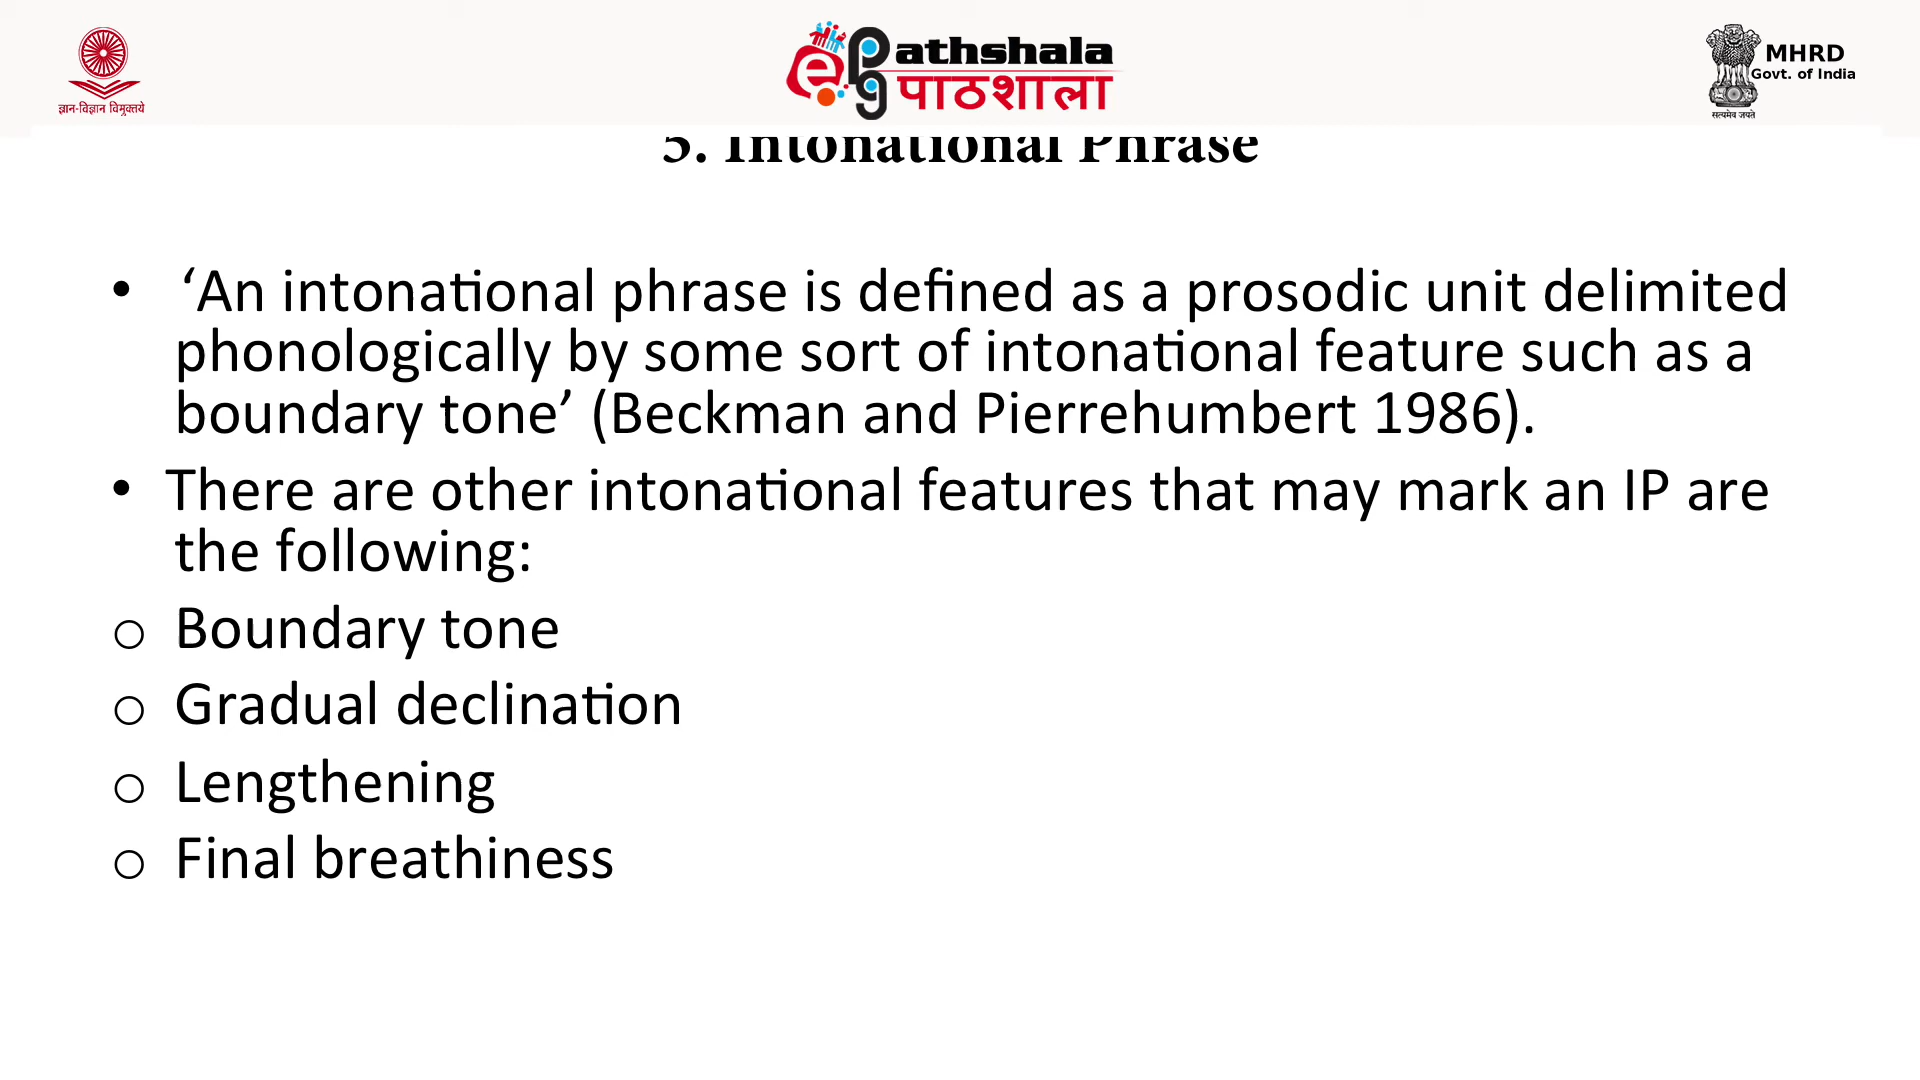 ज्ञान-विज्ञान विमुक्तये
e Pg athshala
पाठशाला
MHRD
Govt. of India
सत्यमेव जयते
5. Intonational Phrase
• ‘An intonational phrase is defined as a prosodic unit delimited
phonologically by some sort of intonational feature such as a
boundary tone’ (Beckman and Pierrehumbert 1986).
• There are other intonational features that may mark an IP are
the following:
o Boundary tone
o Gradual declination
o Lengthening
o Final breathiness